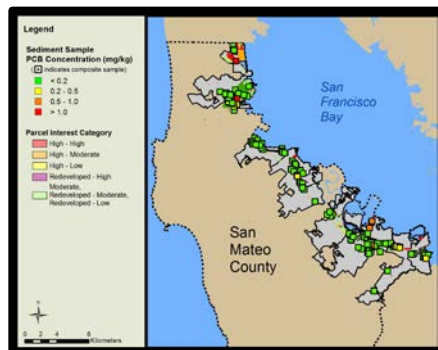 Legend
Sediment Sample
PCB Concentration (mg/kg)
( indicates composite sample)
< 0.2
0.2 - 0.5
0.5 - 1.0
> 1.0
Parcel Interest Category
High - High
High - Moderate
High - Low
Redeveloped - High
Moderate,
Redeveloped - Moderate,
Redeveloped - Low
N
0 2 4 8
Kilometers
San
Francisco
Bay
San
Mateo
County